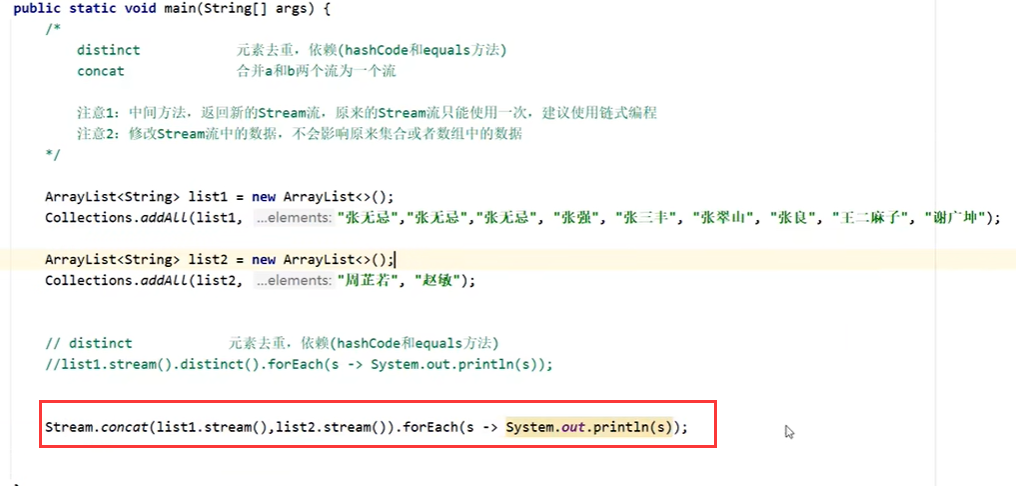 public static void main(String[] args) {
/*
distinct 元素去重，依赖(hashCode和equals方法)
concat 合并a和b两个流为一个流
注意1：中间方法，返回新的Stream流，原来的Stream流只能使用一次，建议使用链式编程
注意2：修改Stream流中的数据，不会影响原来集合或者数组中的数据
*/
ArrayList<String> list1 = new ArrayList<>();
Collections.addAll(list1, ...elements: "张无忌","张无忌","张无忌", "张强", "张三丰", "张翠山", "张良", "王二麻子", "谢广坤");
ArrayList<String> list2 = new ArrayList<>();
Collections.addAll(list2, ...elements: "周芷若", "赵敏");
// distinct 元素去重，依赖(hashCode和equals方法)
//list1.stream().distinct().forEach(s -> System.out.println(s));
Stream.concat(list1.stream(),list2.stream()).forEach(s -> System.out.println(s));